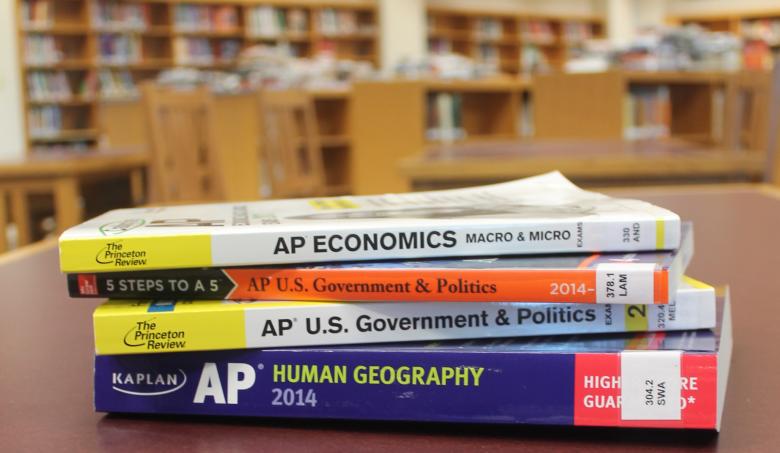 The Princeton Review
AP ECONOMICS MACRO & MICRO EXAMS
330 AND
5 STEPS TO A 5
AP U.S. Government & Politics 2014-
378.1 LAM
The Princeton Review
AP® U.S. Government & Politics
2
320.4 MEL
KAPLAN AP® HUMAN GEOGRAPHY
2014
304.2 SWA